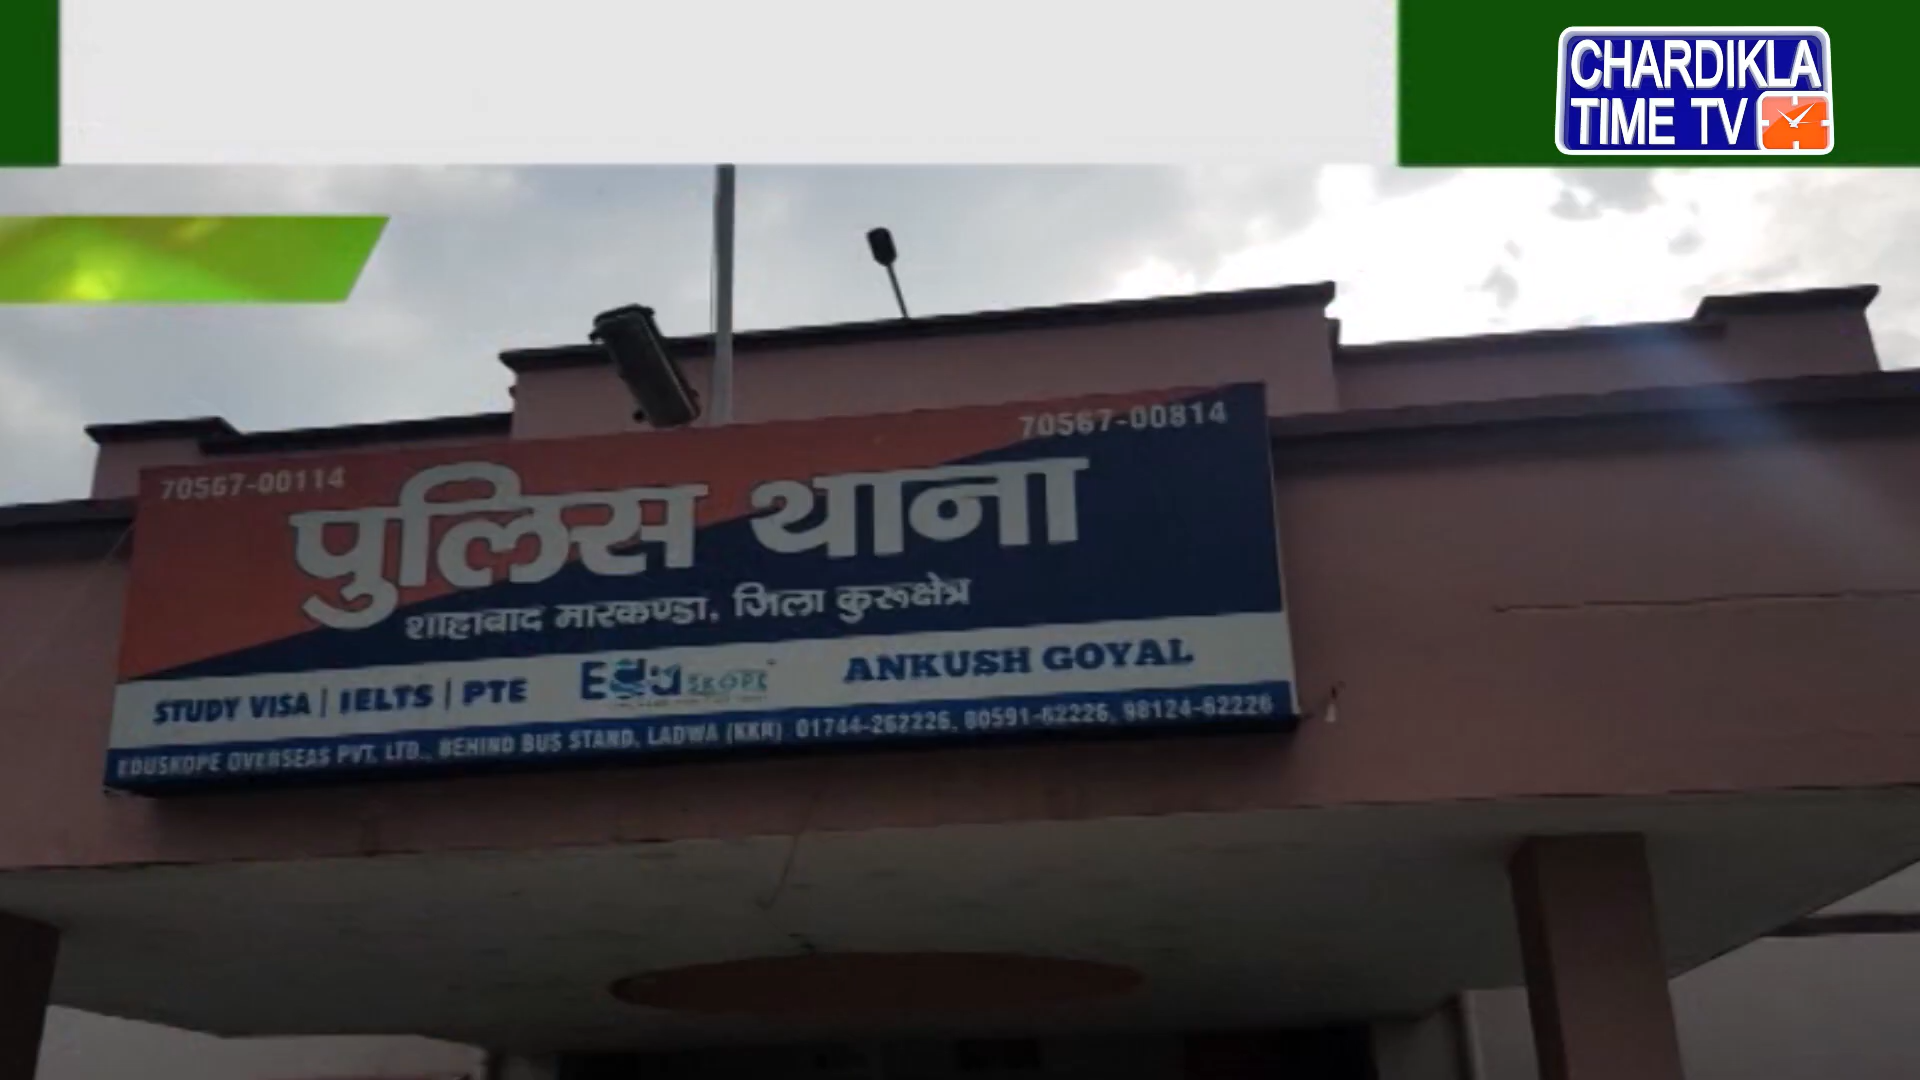 CHARDIKLA
TIME TV
70567-00114
70567-00814
पुलिस थाना
शाहाबाद मारकण्डा, जिला कुरूक्षेत्र
STUDY VISA | IELTS | PTE
EDUSKOPE
ANKUSH GOYAL
EDUSKOPE OVERSEAS PVT. LTD., BEHIND BUS STAND, LADWA (KKR) 01744-262226, 80591-62226, 98124-62226